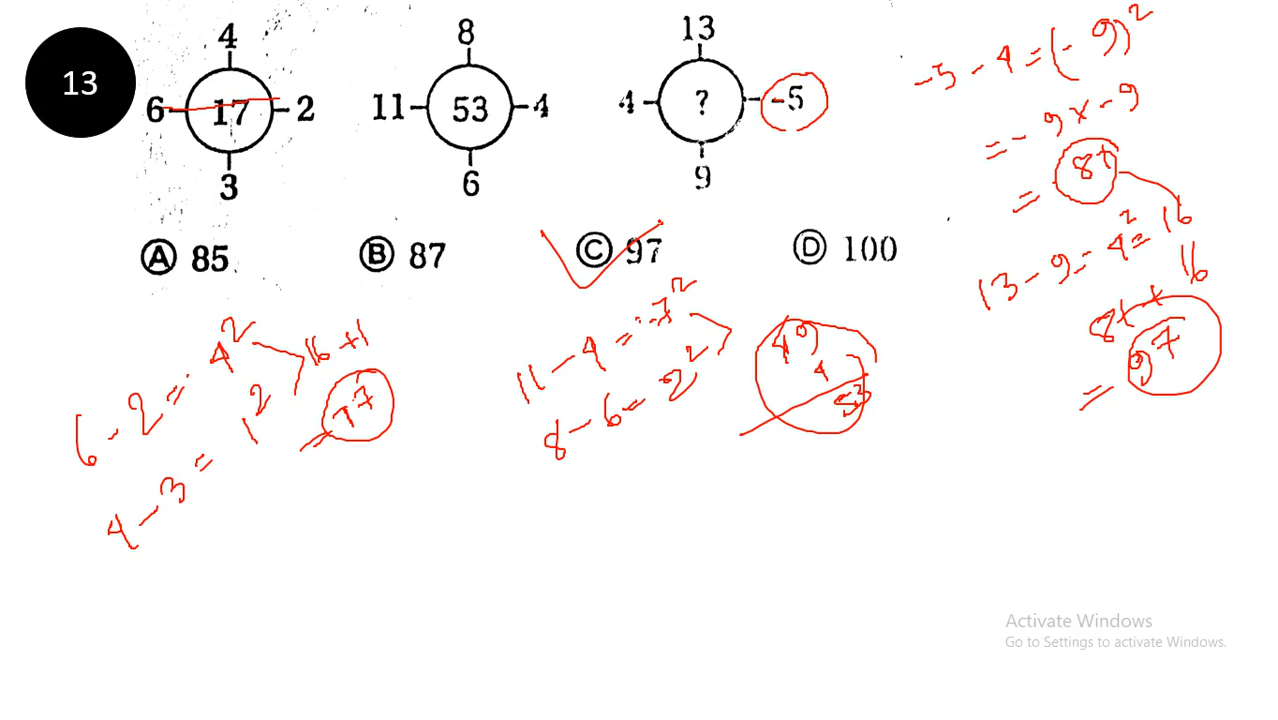 13
4
6 17 2
3
8
11 53 4
6
13
4 ? -5
9
A 85
B 87
C 97
D 100
6 - 2 = 4²
4 - 3 = 1²
16 + 1
= 17
11 - 4 = 7²
8 - 6 = 2²
49
4
53
-5 - 4 = (-9)²
= -9 x -9
= 81
13 - 9 = 4² = 16
81 + 16
= 97
Activate Windows
Go to Settings to activate Windows.